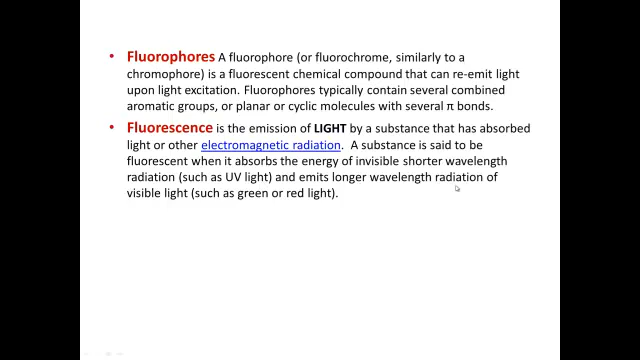 • Fluorophores A fluorophore (or fluorochrome, similarly to a
chromophore) is a fluorescent chemical compound that can re-emit light
upon light excitation. Fluorophores typically contain several combined
aromatic groups, or planar or cyclic molecules with several π bonds.
• Fluorescence is the emission of LIGHT by a substance that has absorbed
light or other electromagnetic radiation. A substance is said to be
fluorescent when it absorbs the energy of invisible shorter wavelength
radiation (such as UV light) and emits longer wavelength radiation of
visible light (such as green or red light).